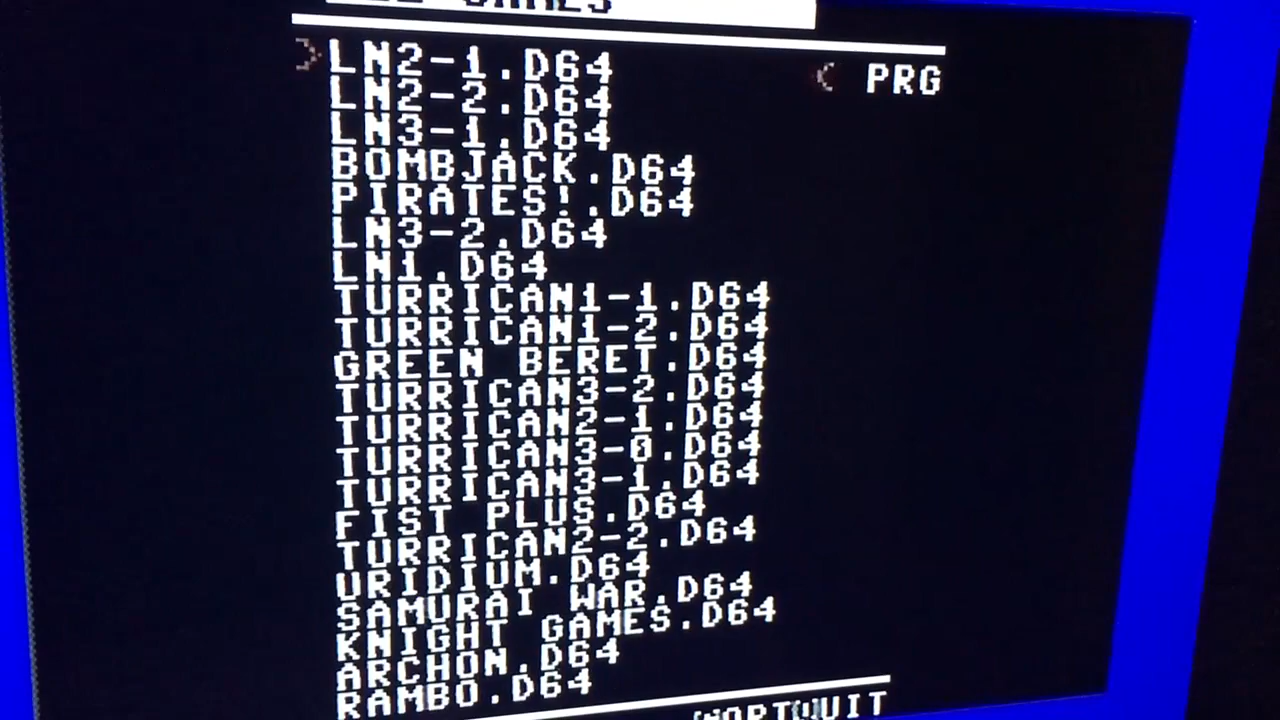 GAMES
LN2-1.D64 PRG
LN2-2.D64
LN3-1.D64
BOMBJACK.D64
PIRATES!.D64
LN3-2.D64
LN1.D64
TURRICAN1-1.D64
TURRICAN1-2.D64
GREEN BERET.D64
TURRICAN3-2.D64
TURRICAN2-1.D64
TURRICAN3-0.D64
TURRICAN3-1.D64
FIST PLUS.D64
TURRICAN2-2.D64
URIDIUM.D64
SAMURAI WAR.D64
KNIGHT GAMES.D64
ARCHON.D64
RAMBO.D64
QUIT